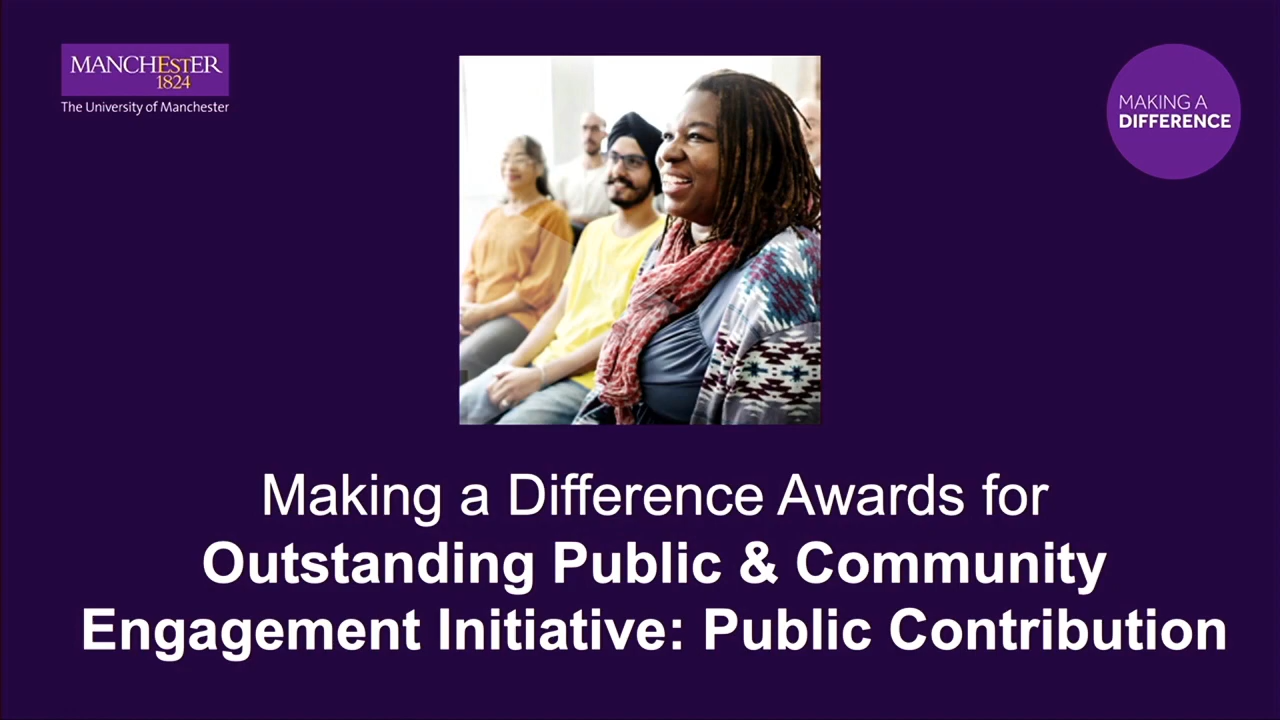 MANCHESTER
1824
The University of Manchester
MAKING A
DIFFERENCE
Making a Difference Awards for
Outstanding Public & Community
Engagement Initiative: Public Contribution